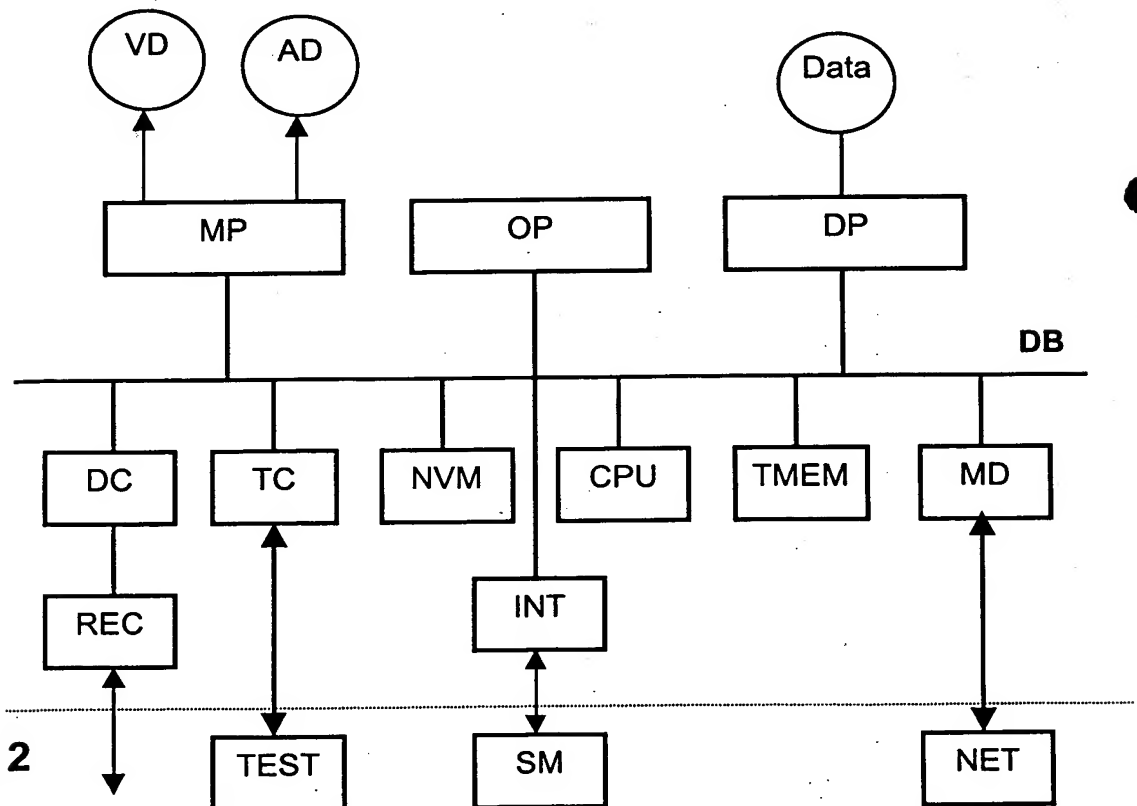 VD
AD
Data
MP
OP
DP
DB
DC
TC
NVM
CPU
TMEM
MD
REC
INT
2
TEST
SM
NET